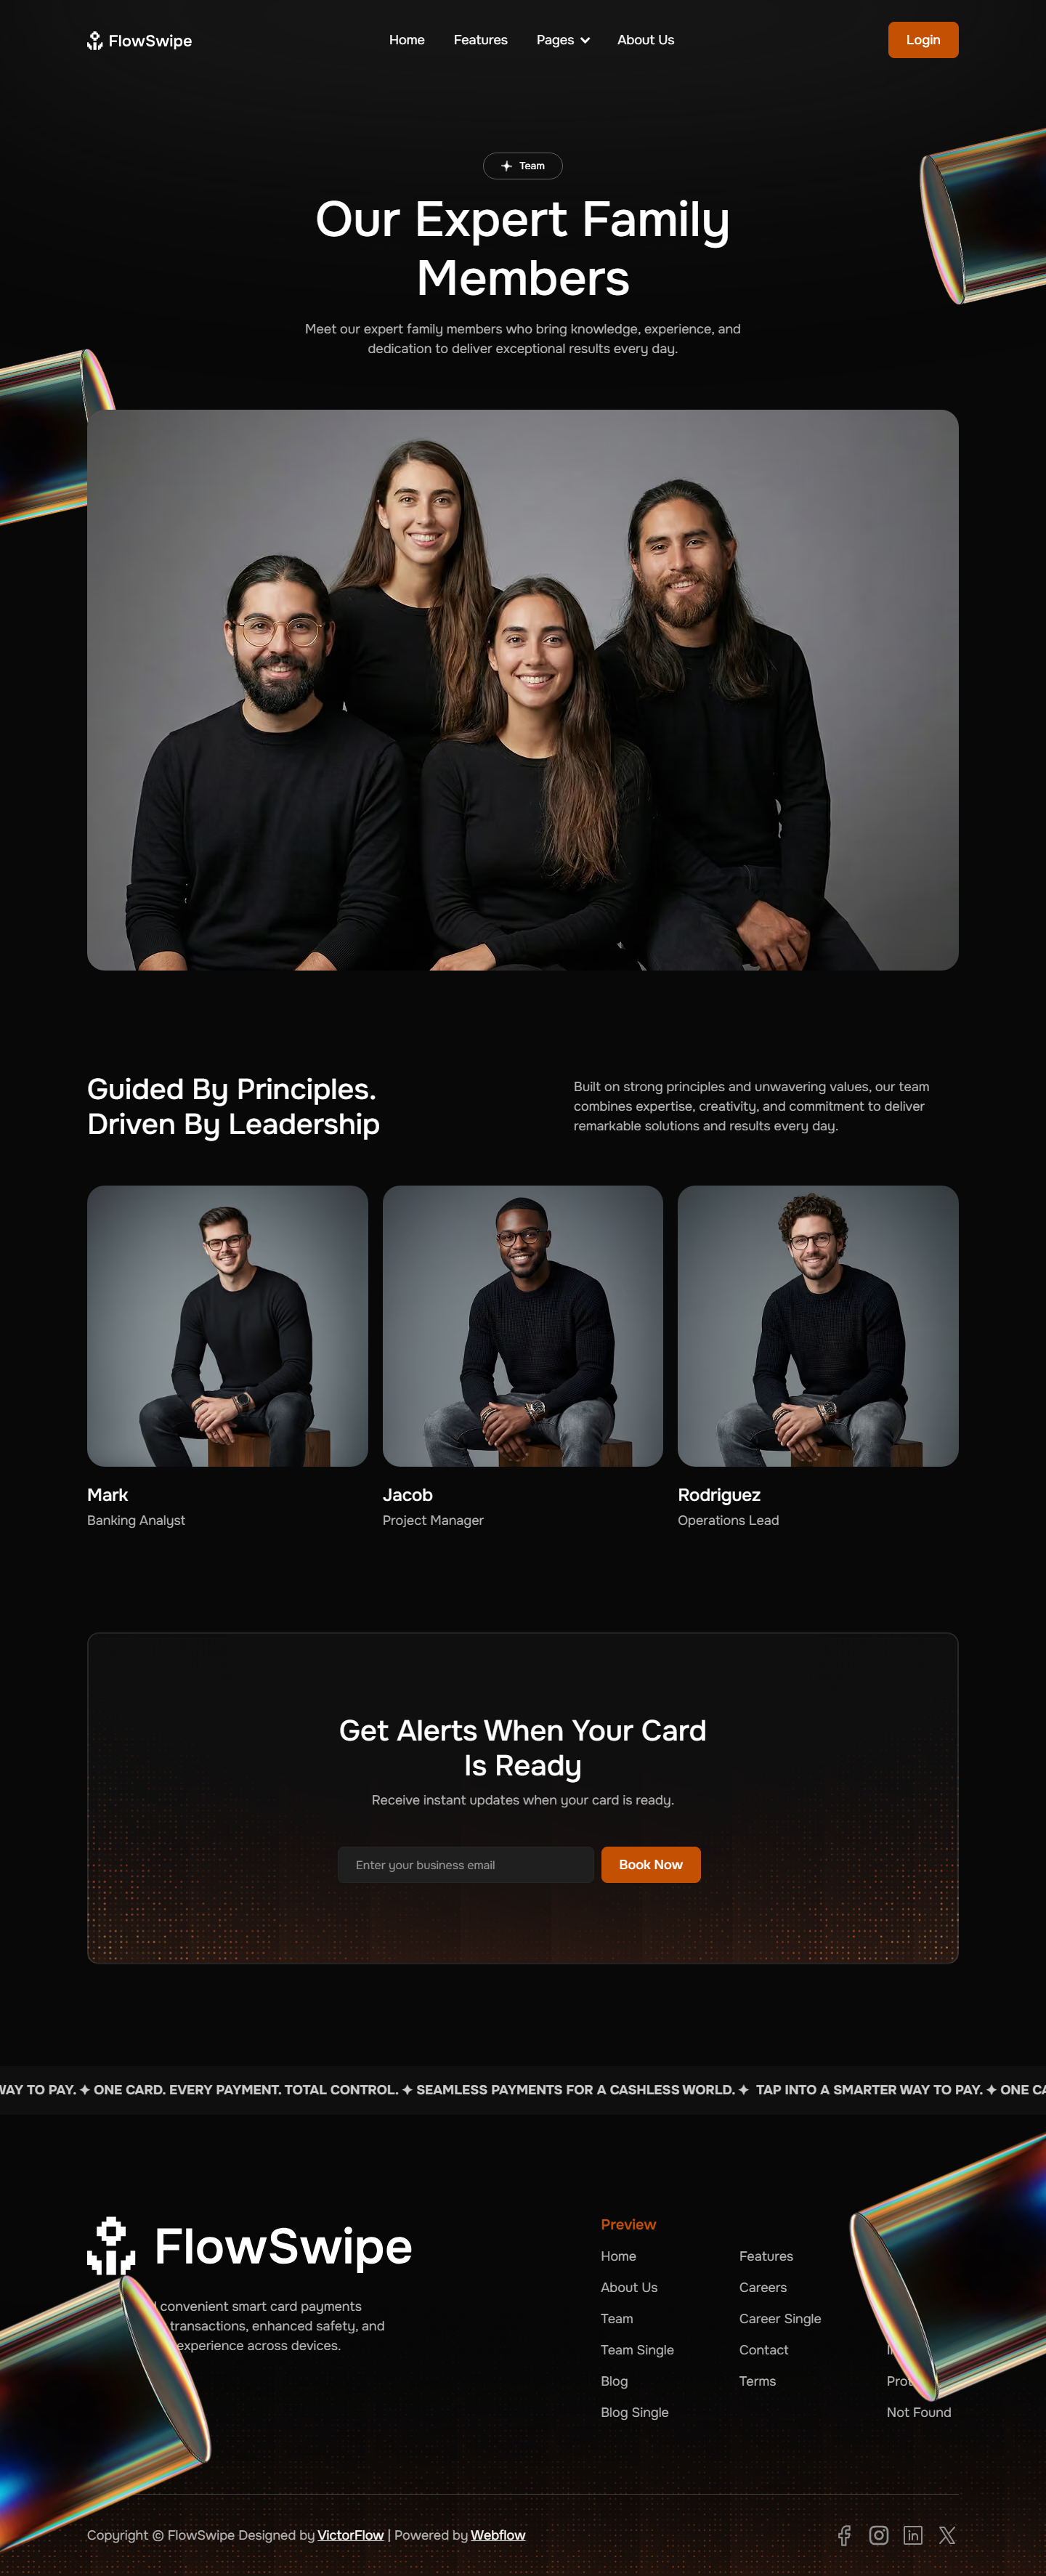 FlowSwipe
Home
Features
Pages
About Us
Login
Team
Our Expert Family
Members
Meet our expert family members who bring knowledge, experience, and
dedication to deliver exceptional results every day.
Guided By Principles.
Driven By Leadership
Built on strong principles and unwavering values, our team
combines expertise, creativity, and commitment to deliver
remarkable solutions and results every day.
Mark
Banking Analyst
Jacob
Project Manager
Rodriguez
Operations Lead
Get Alerts When Your Card
Is Ready
Receive instant updates when your card is ready.
Enter your business email
Book Now
WAY TO PAY. ONE CARD. EVERY PAYMENT. TOTAL CONTROL. SEAMLESS PAYMENTS FOR A CASHLESS WORLD. TAP INTO A SMARTER WAY TO PAY. ONE
FlowSwipe
convenient smart card payments
transactions, enhanced safety, and
experience across devices.
Preview
Home
About Us
Team
Team Single
Blog
Blog Single
Features
Careers
Career Single
Contact
Terms
Not Found
Copyright © FlowSwipe Designed by VictorFlow | Powered by Webflow